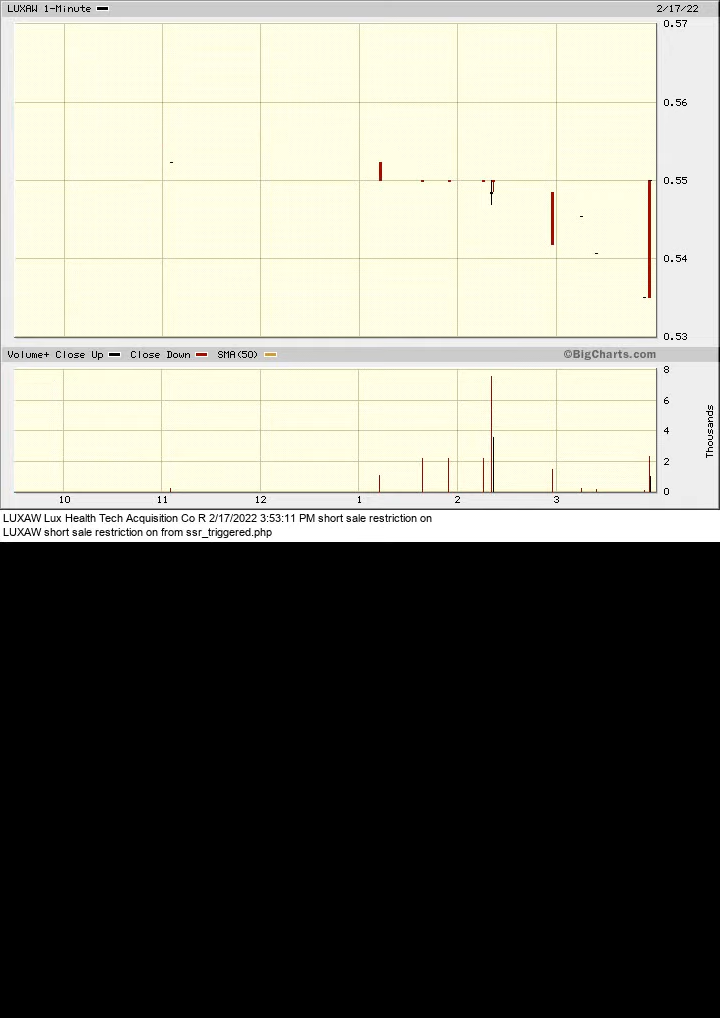 LUXAW 1-Minute 2/17/22
0.57
0.56
0.55
0.54
0.53
Volume+ Close Up Close Down SMA(50) ©BigCharts.com
8
6
4
2
0
Thousands
10 11 12 1 2 3
LUXAW Lux Health Tech Acquisition Co R 2/17/2022 3:53:11 PM short sale restriction on
LUXAW short sale restriction on from ssr_triggered.php